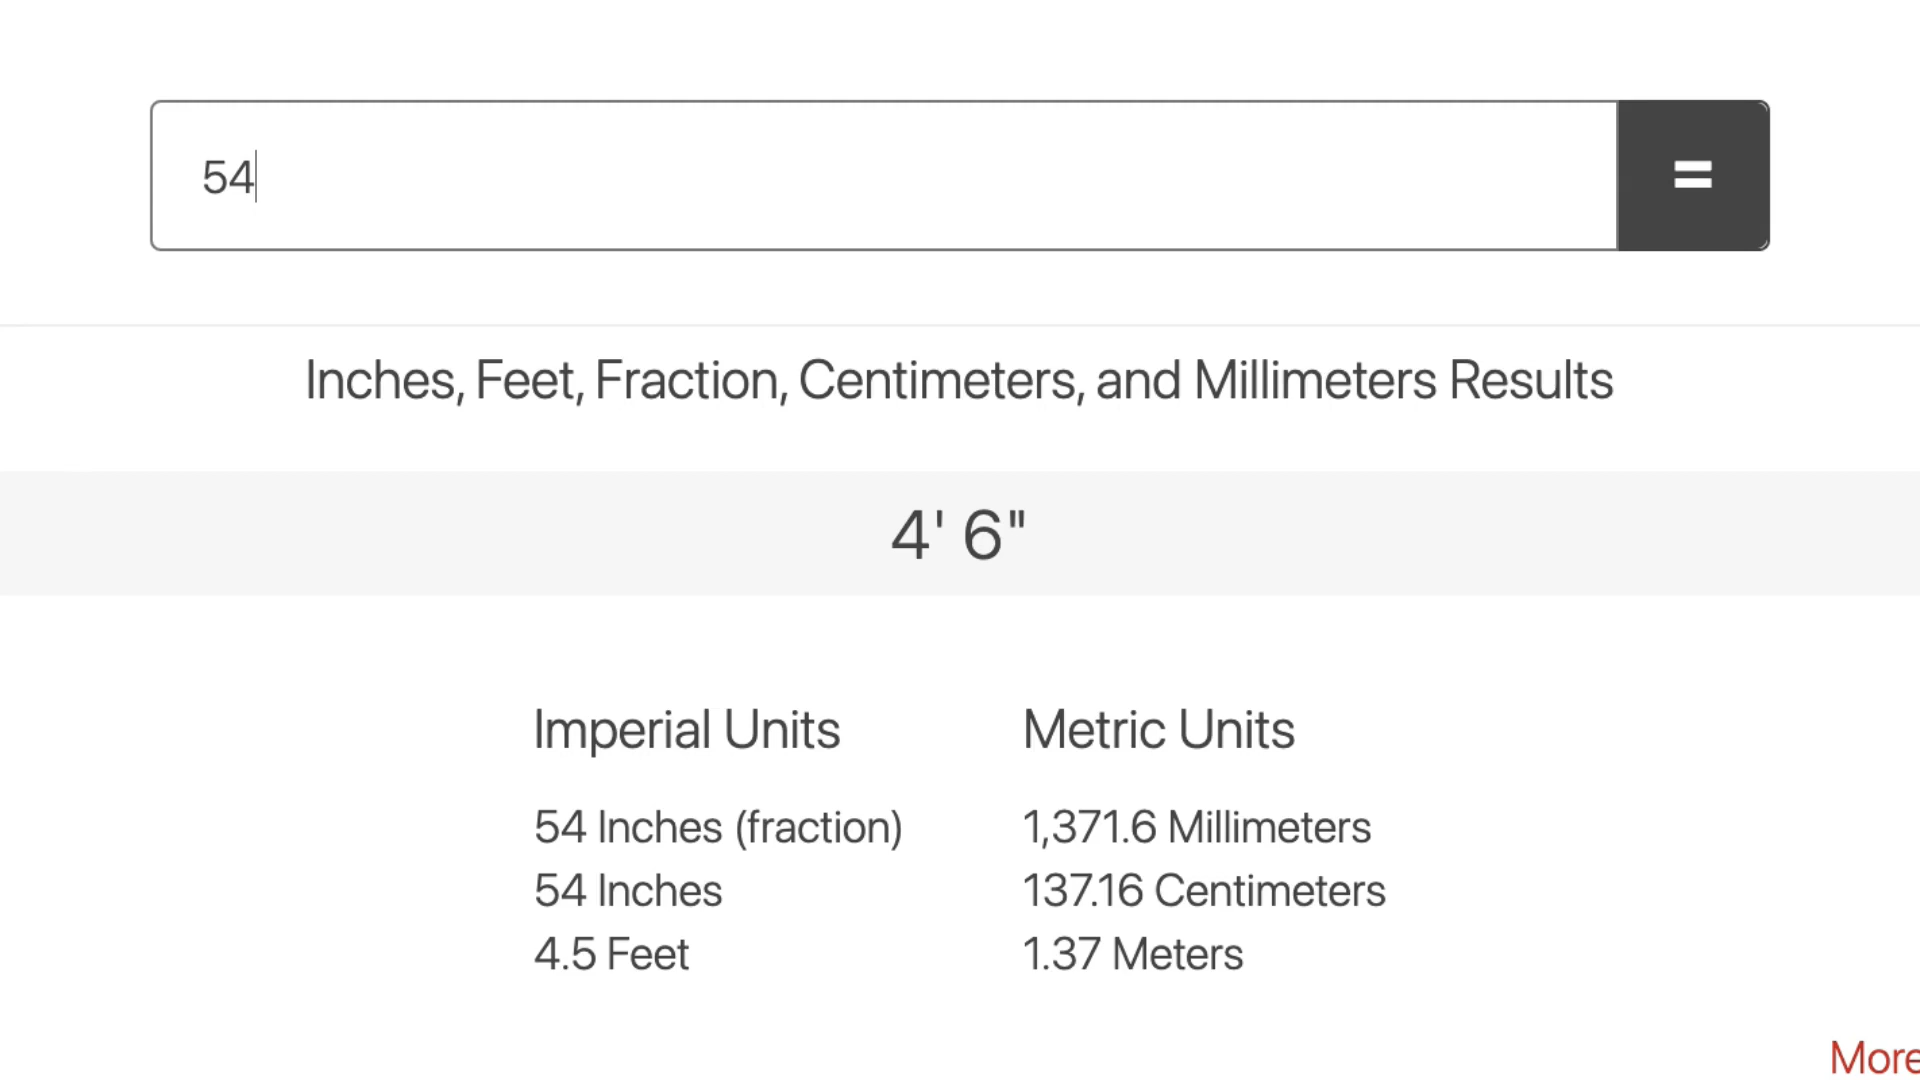 54
=
Inches, Feet, Fraction, Centimeters, and Millimeters Results
4' 6"
Imperial Units
54 Inches (fraction)
54 Inches
4.5 Feet
Metric Units
1,371.6 Millimeters
137.16 Centimeters
1.37 Meters
More